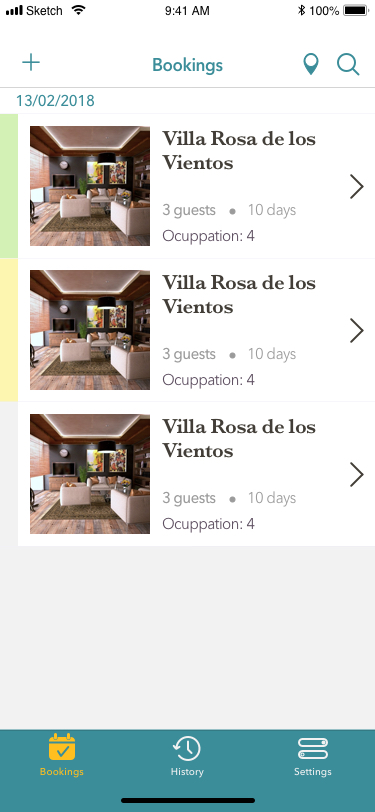 Sketch 9:41 AM 100%
Bookings
13/02/2018
Villa Rosa de los
Vientos
3 guests ● 10 days
Ocuppation: 4
Villa Rosa de los
Vientos
3 guests ● 10 days
Ocuppation: 4
Villa Rosa de los
Vientos
3 guests ● 10 days
Ocuppation: 4
Bookings History Settings